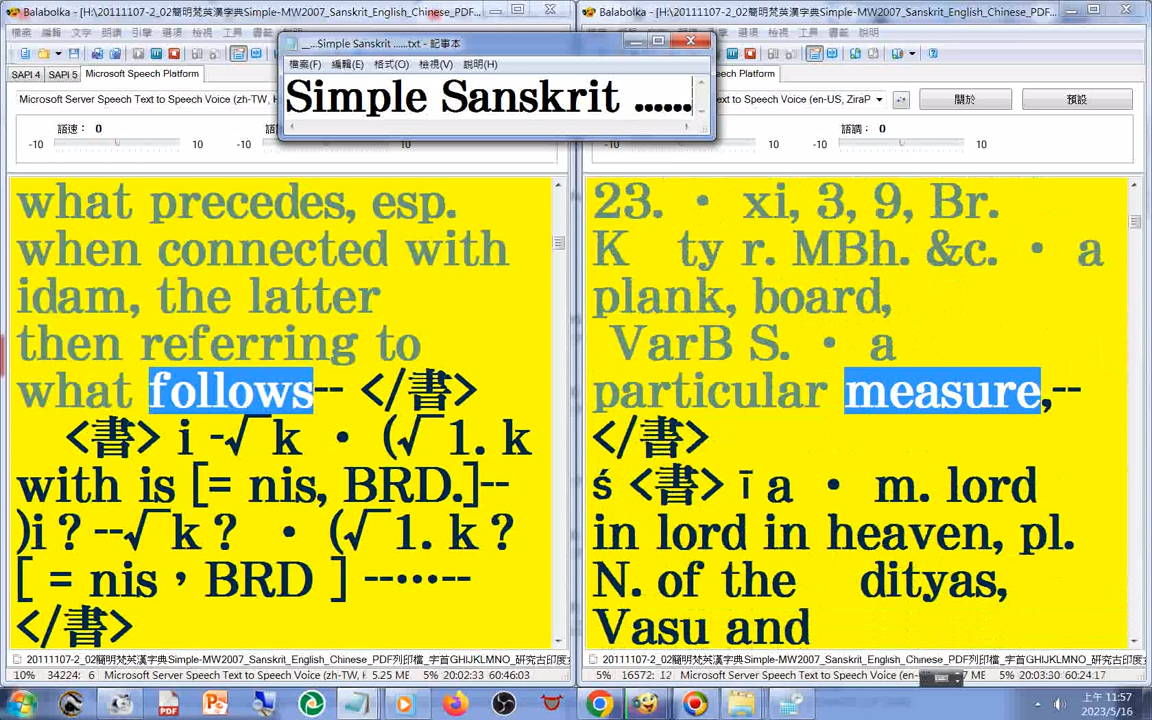 Balabolka - [H:\20111107-2_02簡明梵英漢字典Simple-MW2007_Sanskrit_English_Chinese_PDF...
Balabolka - [H:\20111107-2_02簡明梵英漢字典Simple-MW2007_Sanskrit_English_Chinese_PDF...
__...Simple Sanskrit ......txt - 記事本
檔案(F) 編輯(E) 格式(O) 檢視(V) 說明(H)
Simple Sanskrit ......
SAPI 4 SAPI 5 Microsoft Speech Platform
Microsoft Server Speech Text to Speech Voice (zh-TW, H
語速： 0
-10 10 -10
ext to Speech Voice (en-US, ZiraP 關於 預設
語調： 0
-10 10
what precedes, esp.
when connected with
idam, the latter
then referring to
what follows-- </書>
<書> i -√ k • (√ 1. k
with is [= nis, BRD.]--
)i ? --√ k ? • (√ 1. k ?
[ = nis，BRD ] --···--
</書>
23. • xi, 3, 9, Br.
K ty r. MBh. &c. • a
plank, board,
VarB S. • a
particular measure,--
</書>
ś <書> ī a • m. lord
in lord in heaven, pl.
N. of the dityas,
Vasu and
20111107-2_02簡明梵英漢字典Simple-MW2007_Sanskrit_English_Chinese_PDF列印檔_字首GHIJKLMNO_研究古印度
20111107-2_02簡明梵英漢字典Simple-MW2007_Sanskrit_English_Chinese_PDF列印檔_字首GHIJKLMNO_研究古印度
10% 34224: 6 Microsoft Server Speech Text to Speech Voice (zh-TW, 5.25 ME 5% 20:02:33 60:46:03
5% 16572: 12 Microsoft Server Speech Text to Speech Voice 5% 2:03:30 60:24:17
上午 11:57
2023/5/16